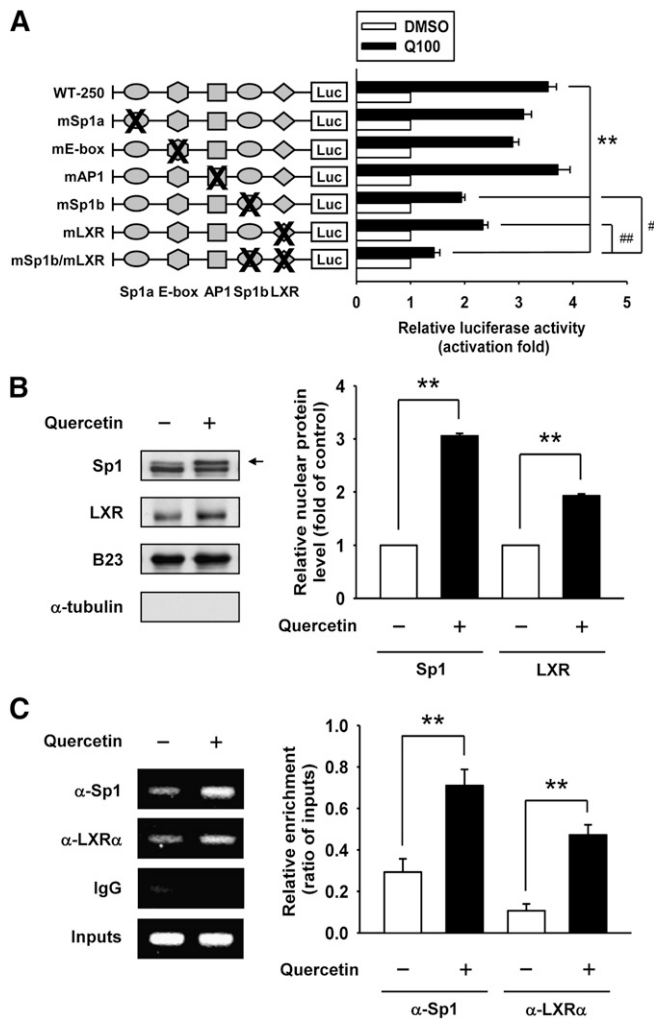 A
DMSO
Q100
WT-250 Luc
mSp1a Luc
mE-box Luc
mAP1 Luc
mSp1b Luc
mLXR Luc
mSp1b/mLXR Luc
**
#
##
Sp1a E-box AP1 Sp1b LXR
0 1 2 3 4 5
Relative luciferase activity
(activation fold)
B
Quercetin − +
Sp1
LXR
B23
α-tubulin
Relative nuclear protein
level (fold of control)
4
3
2
1
0
**
**
Quercetin − + − +
Sp1 LXR
C
Quercetin − +
α-Sp1
α-LXRα
IgG
Inputs
Relative enrichment
(ratio of inputs)
1.0
0.8
0.6
0.4
0.2
0.0
**
**
Quercetin − + − +
α-Sp1 α-LXRα